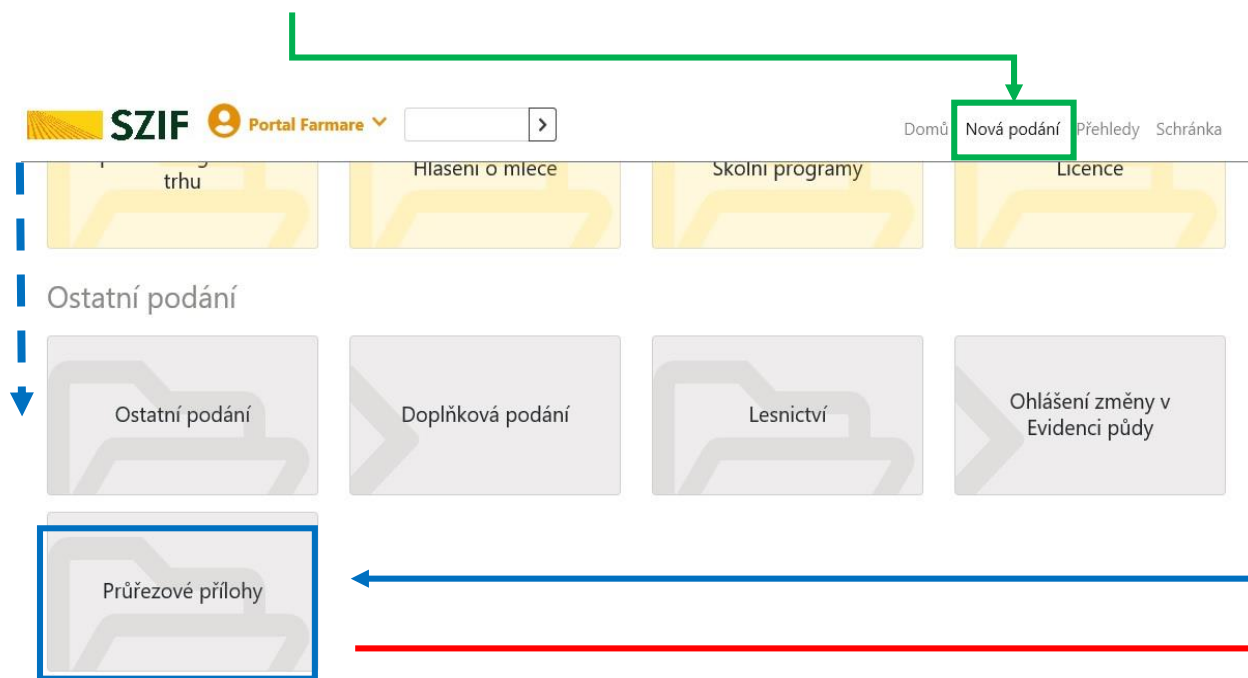 SZIF Portal Farmare > Domů Nová podání Přehledy Schránka
trhu Hlášení o mléce Školní programy Licence
Ostatní podání
Ostatní podání Doplňková podání Lesnictví Ohlášení změny v
Evidenci půdy
Průřezové přílohy